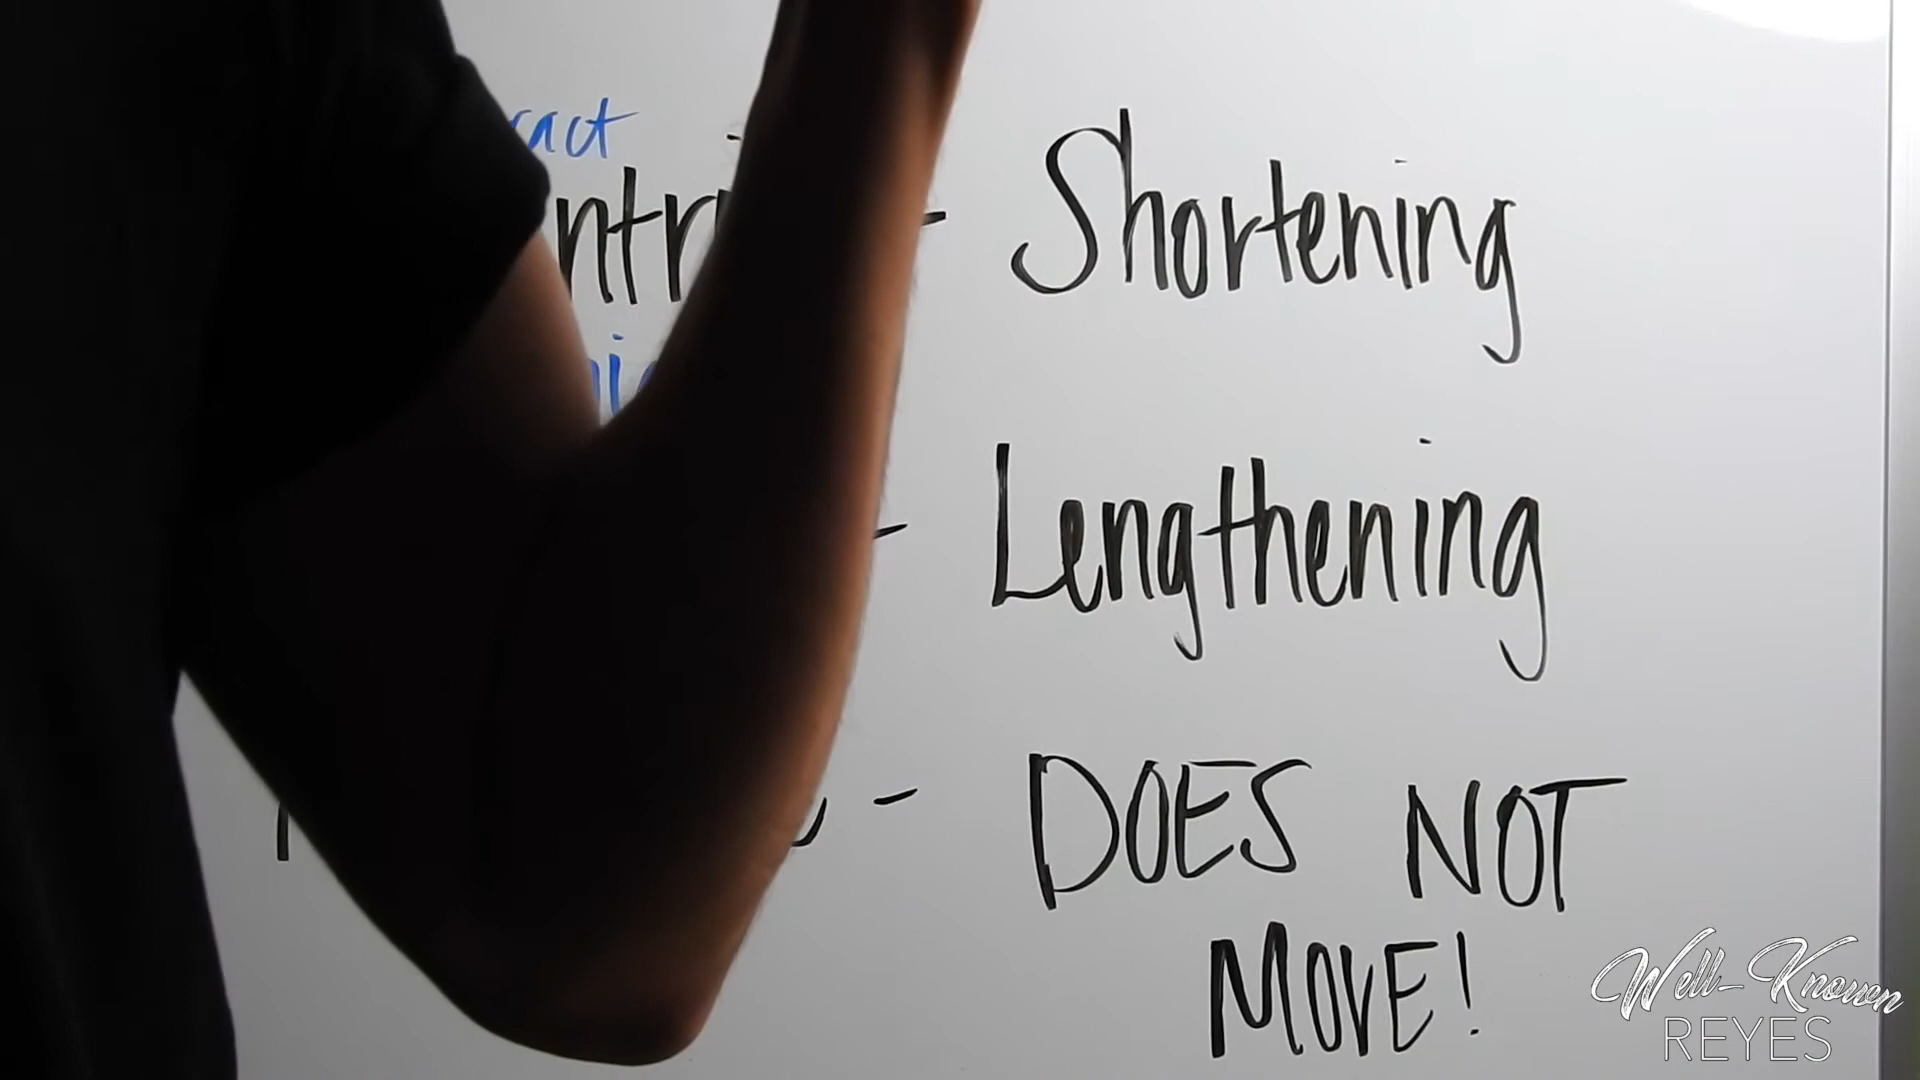 - Shortening
- Lengthening
- DOES NOT
MOVE!
Well-Known
REYES